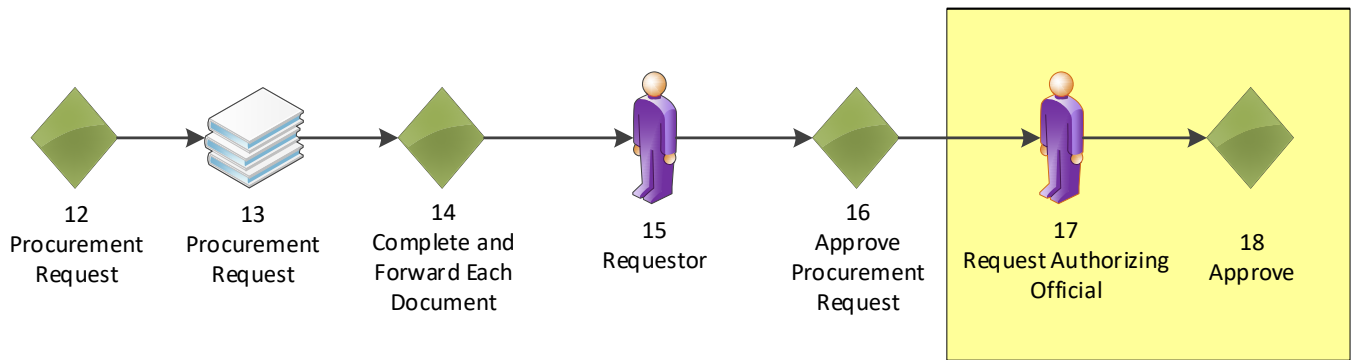 12
Procurement
Request
13
Procurement
Request
14
Complete and
Forward Each
Document
15
Requestor
16
Approve
Procurement
Request
17
Request Authorizing
Official
18
Approve